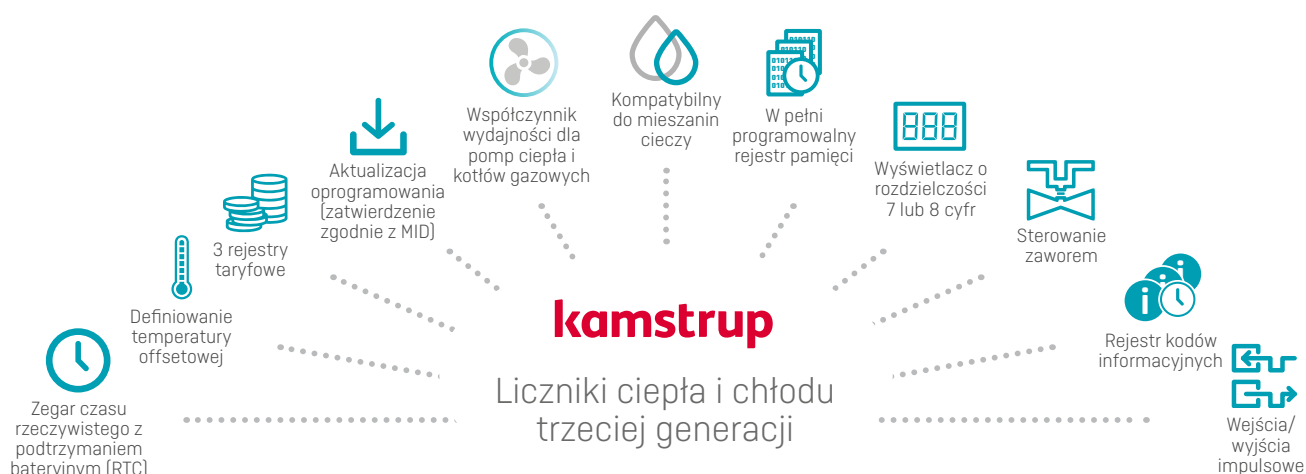 Zegar czasu
rzeczywistego z
podtrzymaniem
bateryjnym (RTC)
Definiowanie
temperatury
offsetowej
3 rejestry
taryfowe
Aktualizacja
oprogramowania
(zatwierdzenie
zgodnie z MID)
Współczynnik
wydajności dla
pomp ciepła i
kotłów gazowych
Kompatybilny
do mieszanin
cieczy
W pełni
programowalny
rejestr pamięci
Wyświetlacz o
rozdzielczości
7 lub 8 cyfr
Sterowanie
zaworem
Rejestr kodów
informacyjnych
Wejścia/
wyjścia
impulsowe
kamstrup
Liczniki ciepła i chłodu
trzeciej generacji